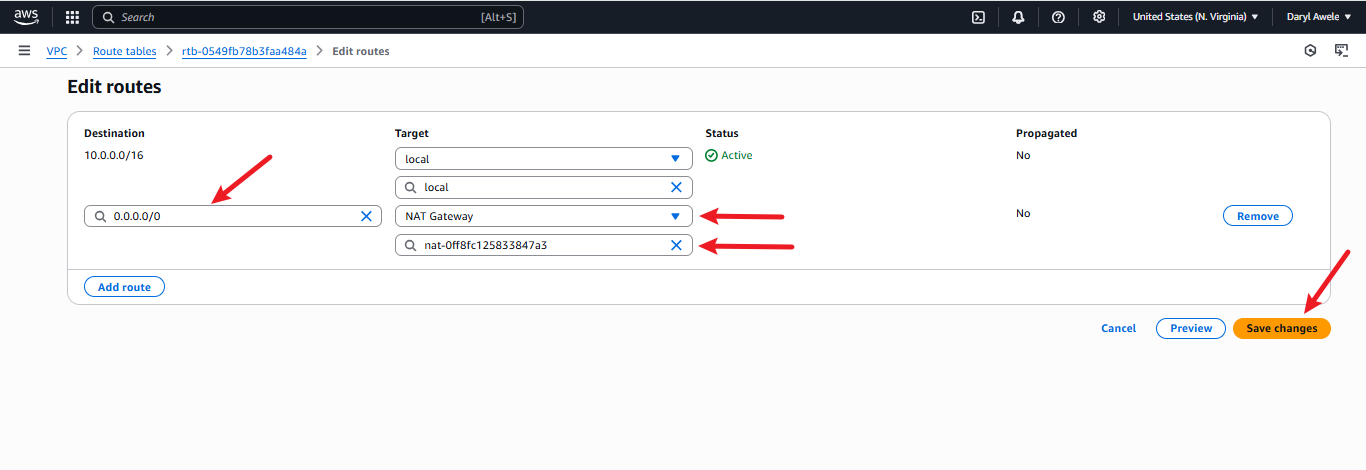 aws Search [Alt+S] United States (N. Virginia) Daryl Awele
VPC Route tables rtb-0549fb78b3faa484a Edit routes
Edit routes
Destination Target Status Propagated
10.0.0.0/16 local Active No
local
0.0.0.0/0 NAT Gateway No Remove
nat-0ff8fc125833847a3
Add route
Cancel Preview Save changes